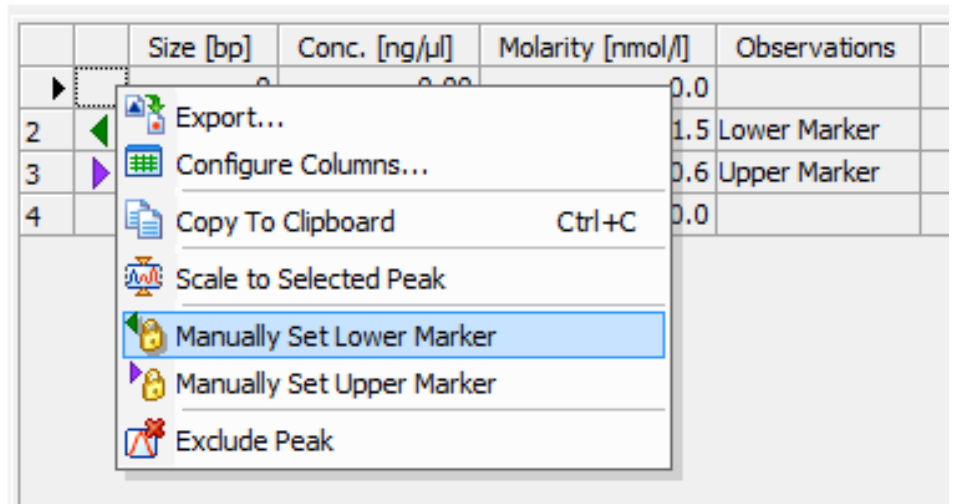 Size [bp] Conc. [ng/µl] Molarity [nmol/l] Observations
0.0
2 1.5 Lower Marker
3 0.6 Upper Marker
4 0.0
Export...
Configure Columns...
Copy To Clipboard Ctrl+C
Scale to Selected Peak
Manually Set Lower Marker
Manually Set Upper Marker
Exclude Peak